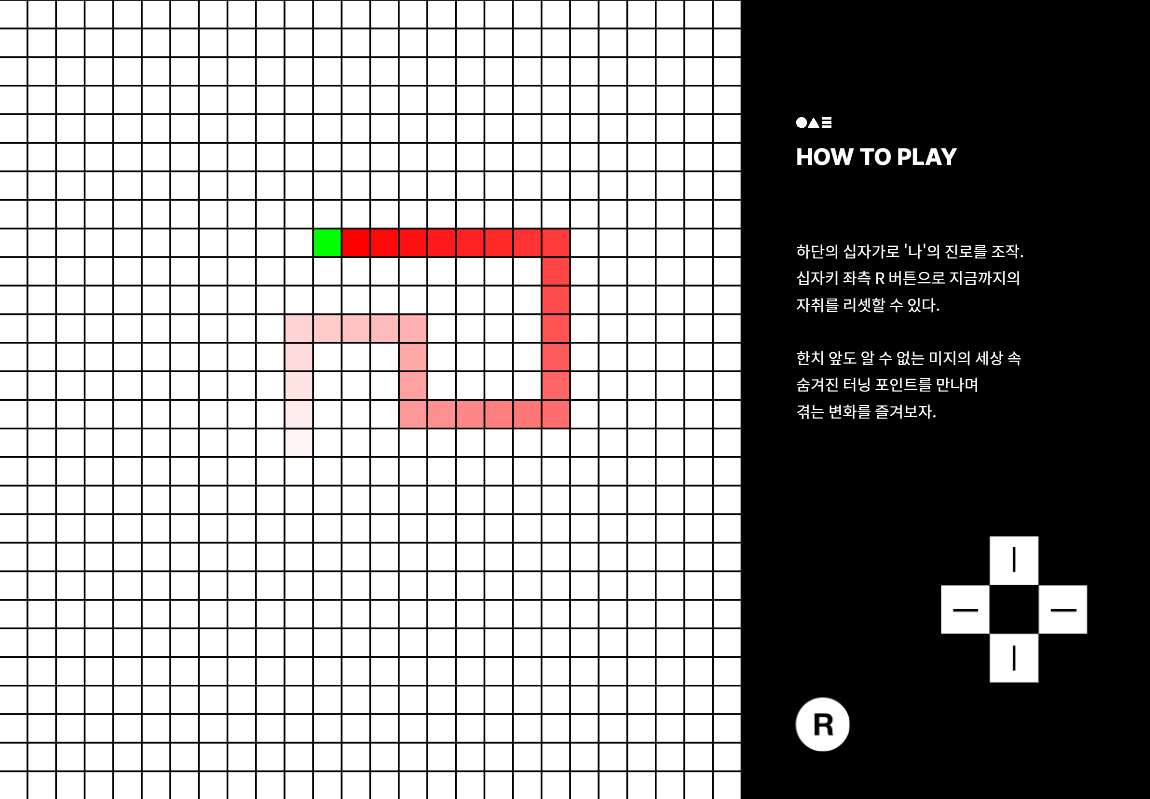 HOW TO PLAY
하단의 십자가로 '나'의 진로를 조작.
십자키 좌측 R 버튼으로 지금까지의
자취를 리셋할 수 있다.
한치 앞도 알 수 없는 미지의 세상 속
숨겨진 터닝 포인트를 만나며
겪는 변화를 즐겨보자.
R